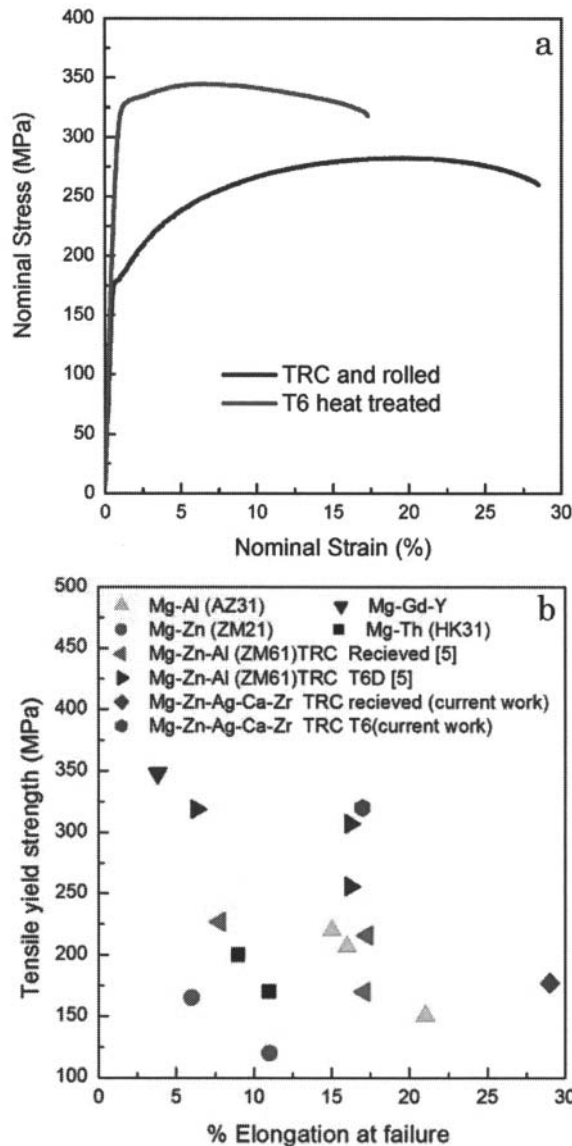 400
350
300
250
200
150
100
50
0
a
Nominal Stress (MPa)
TRC and rolled
T6 heat treated
0 5 10 15 20 25 30
Nominal Strain (%)
500
450
400
350
300
250
200
150
100
b
Tensile yield strength (MPa)
Mg-Al (AZ31) Mg-Gd-Y
Mg-Zn (ZM21) Mg-Th (HK31)
Mg-Zn-Al (ZM61)TRC Recieved [5]
Mg-Zn-Al (ZM61)TRC T6D [5]
Mg-Zn-Ag-Ca-Zr TRC recieved (current work)
Mg-Zn-Ag-Ca-Zr TRC T6(current work)
0 5 10 15 20 25 30
% Elongation at failure